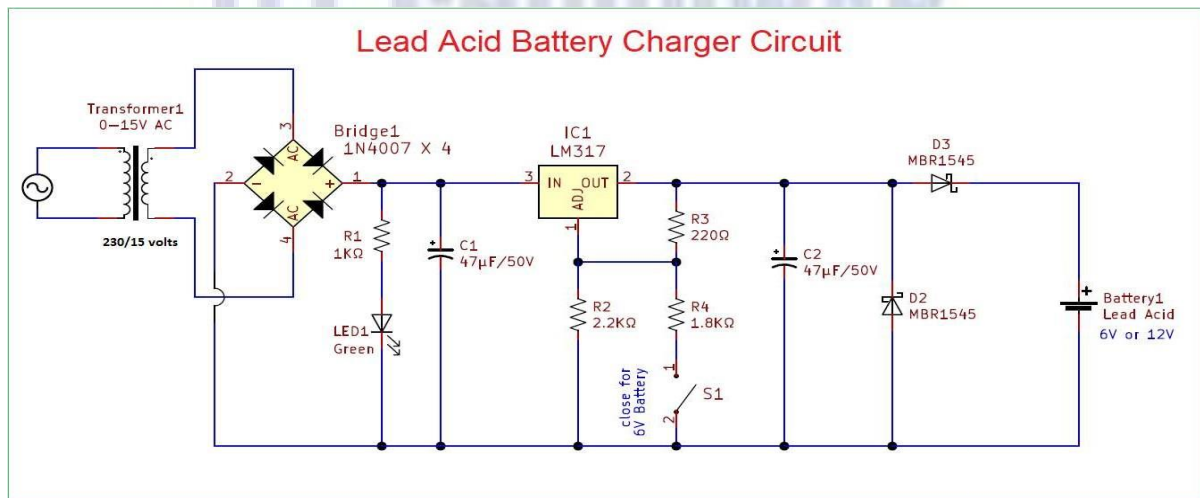 Lead Acid Battery Charger Circuit
Transformer1
0-15V AC
230/15 volts
3
AC
2
-
+
1
AC
4
Bridge1
1N4007 X 4
R1
1KΩ
LED1
Green
+
C1
47µF/50V
IC1
LM317
3
IN
OUT
2
ADJ
1
R3
220Ω
R2
2.2KΩ
R4
1.8KΩ
close for
6V Battery
1
S1
2
+
C2
47µF/50V
D3
MBR1545
D2
MBR1545
+
Battery1
Lead Acid
6V or 12V